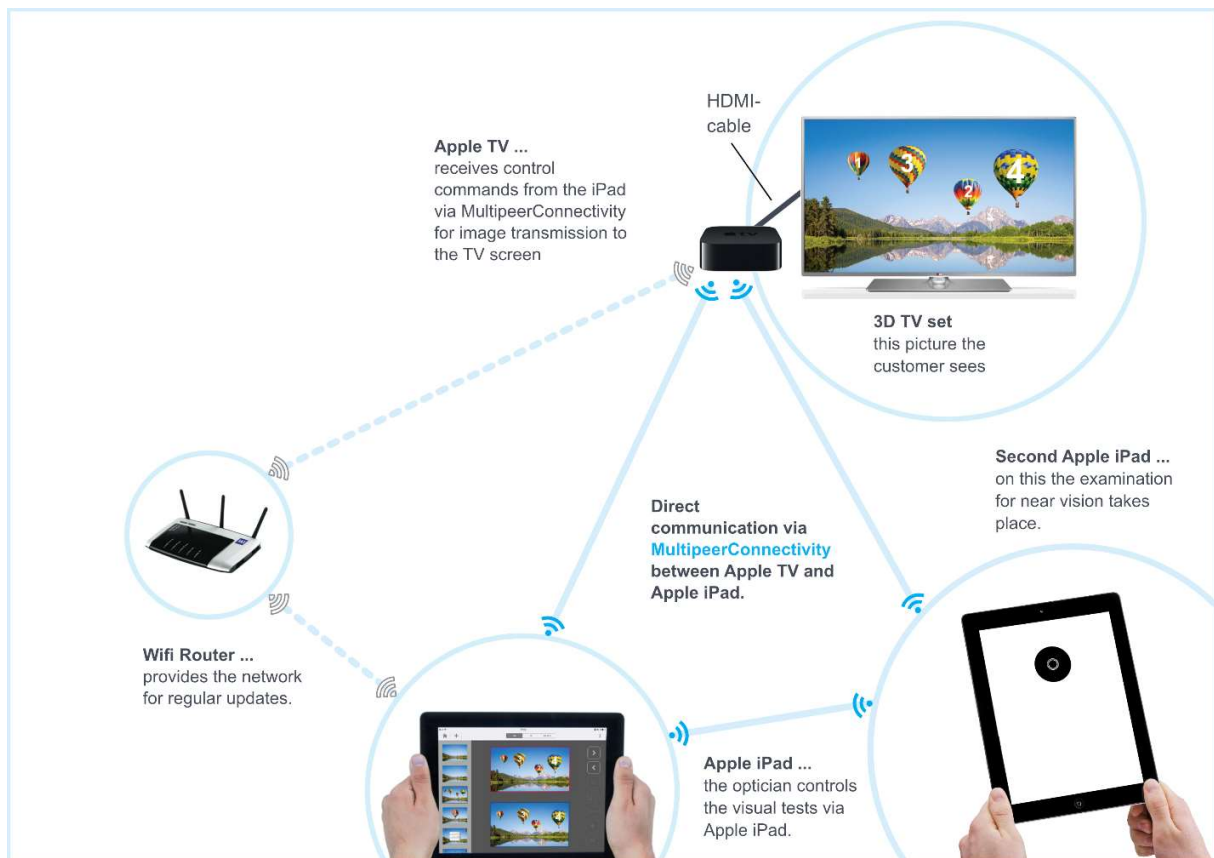 HDMI-
cable
Apple TV ...
receives control
commands from the iPad
via MultipeerConnectivity
for image transmission to
the TV screen
1
3
2
4
3D TV set
this picture the
customer sees
Second Apple iPad ...
on this the examination
for near vision takes
place.
Direct
communication via
MultipeerConnectivity
between Apple TV and
Apple iPad.
Wifi Router ...
provides the network
for regular updates.
Apple iPad ...
the optician controls
the visual tests via
Apple iPad.